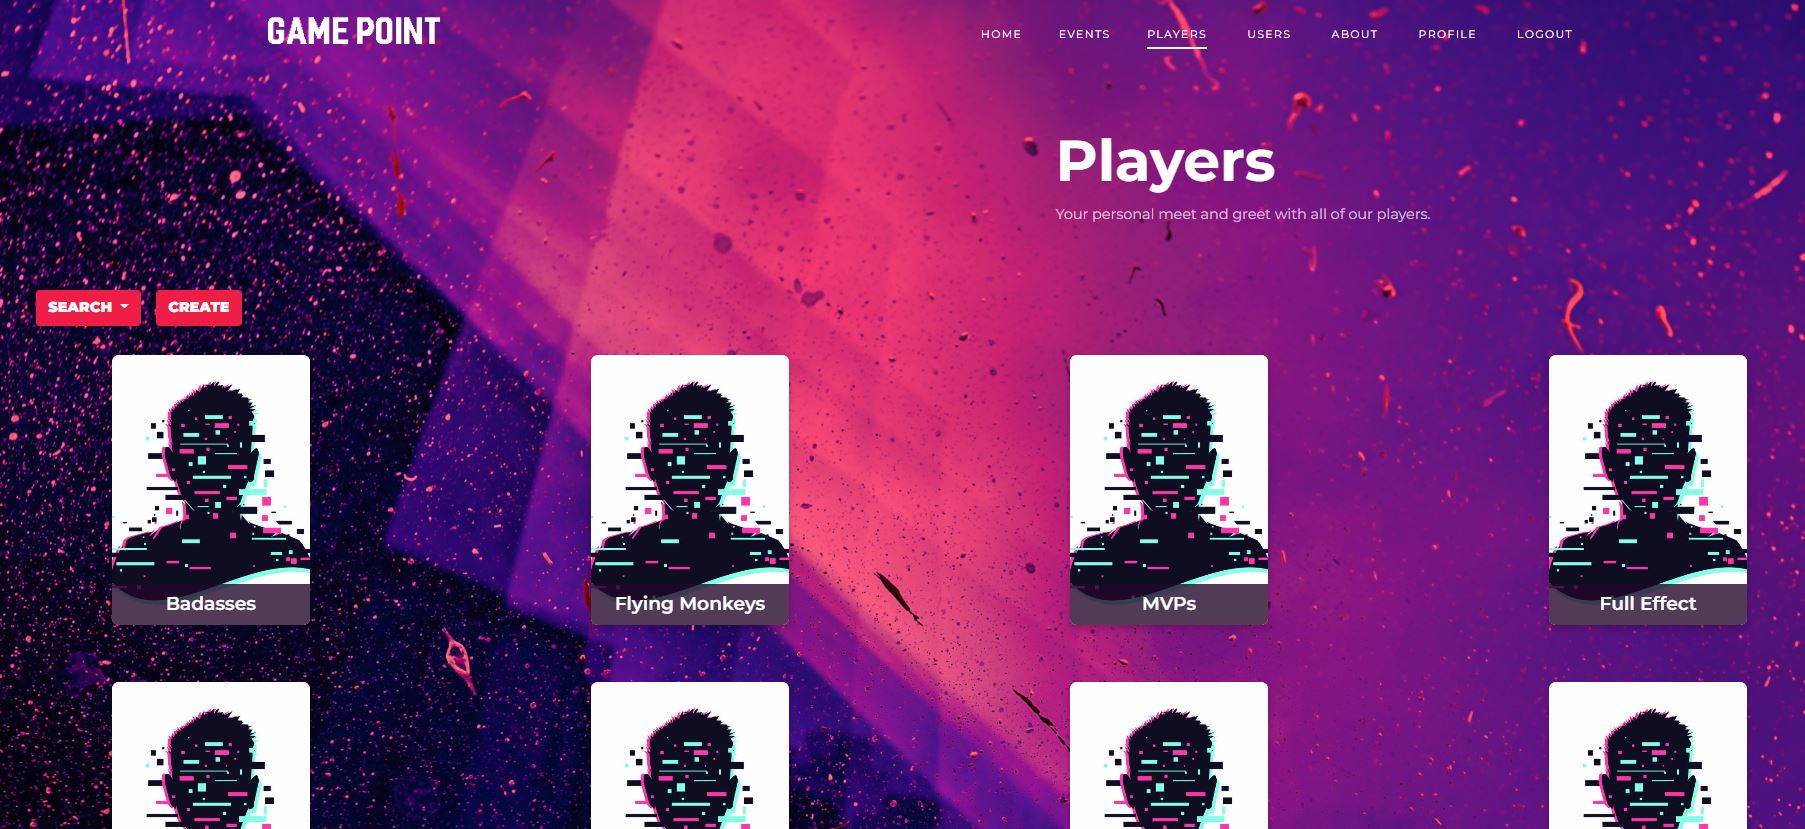 GAME POINT
HOME EVENTS PLAYERS USERS ABOUT PROFILE LOGOUT
Players
Your personal meet and greet with all of our players.
SEARCH CREATE
Badasses Flying Monkeys MVPs Full Effect